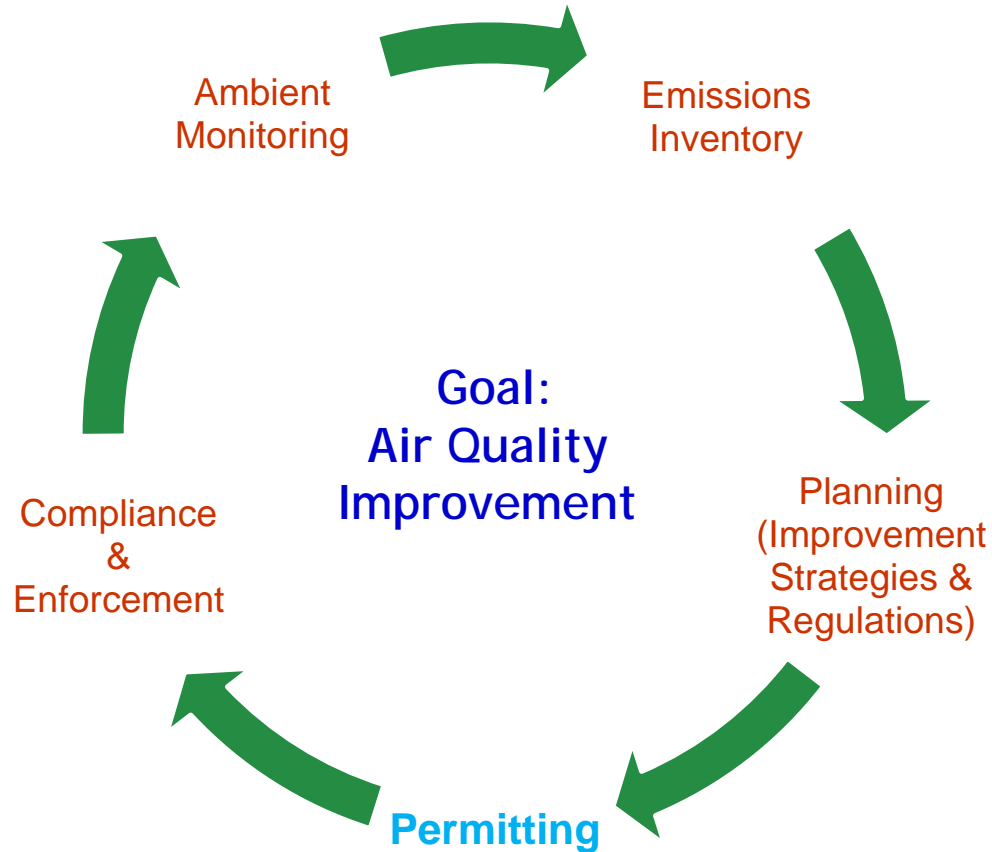 Ambient
Monitoring
Emissions
Inventory
Goal:
Air Quality
Improvement
Planning
(Improvement
Strategies &
Regulations)
Compliance
&
Enforcement
Permitting